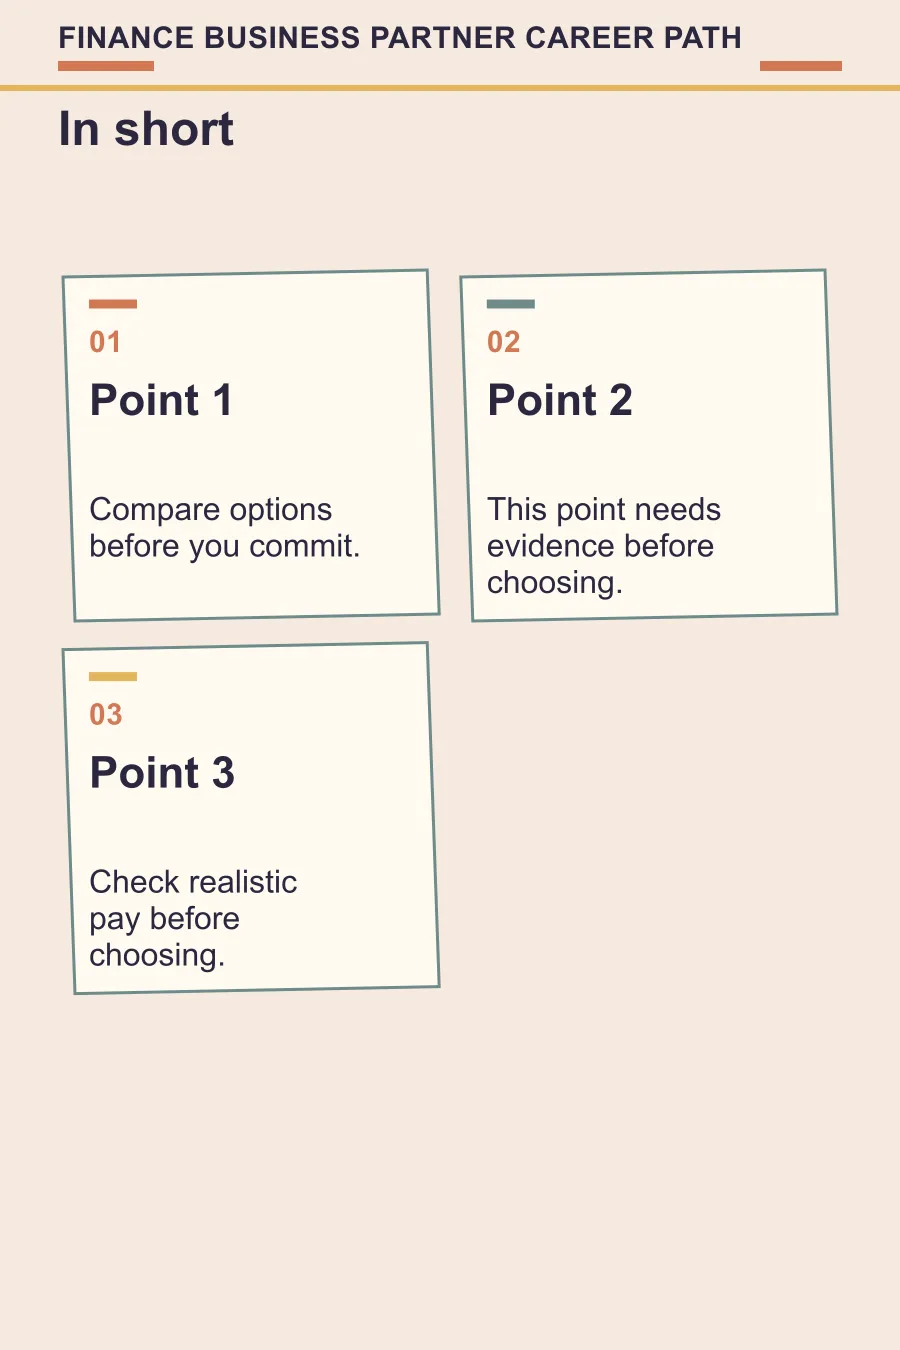 FINANCE BUSINESS PARTNER CAREER PATH
In short
01
Point 1
Compare options
before you commit.
02
Point 2
This point needs
evidence before
choosing.
03
Point 3
Check realistic
pay before
choosing.